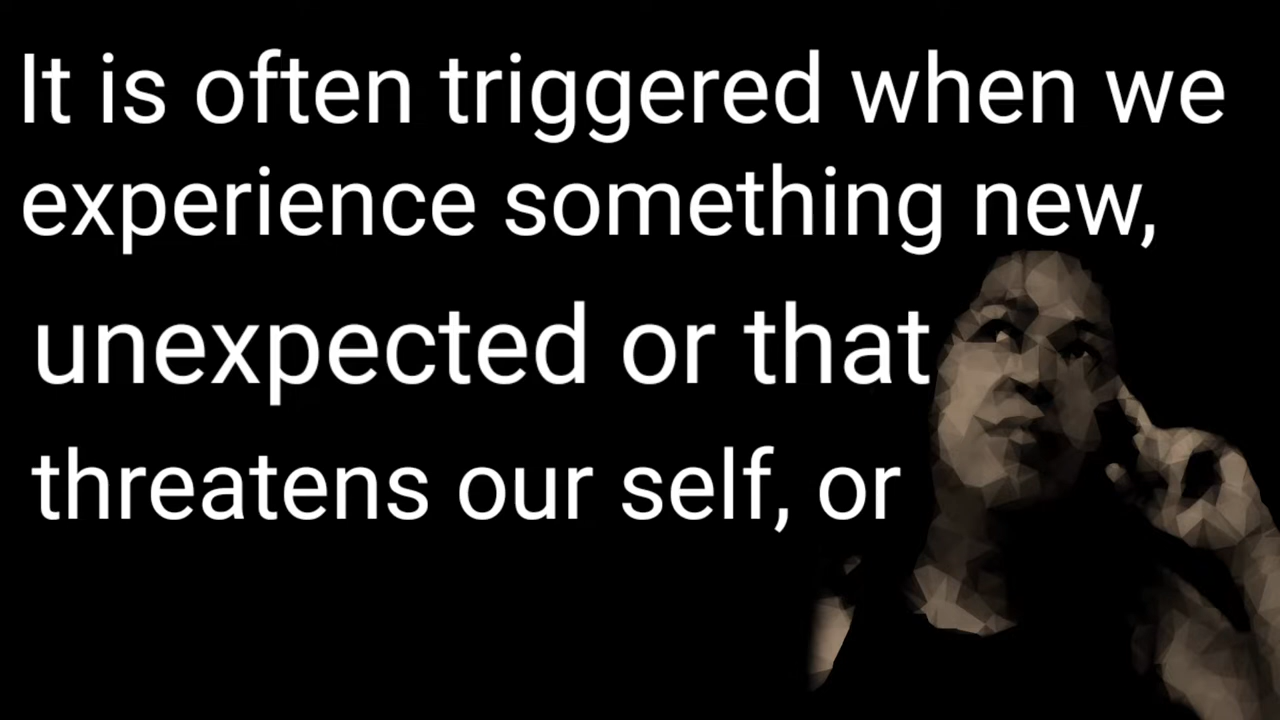 It is often triggered when we
experience something new,
unexpected or that
threatens our self, or